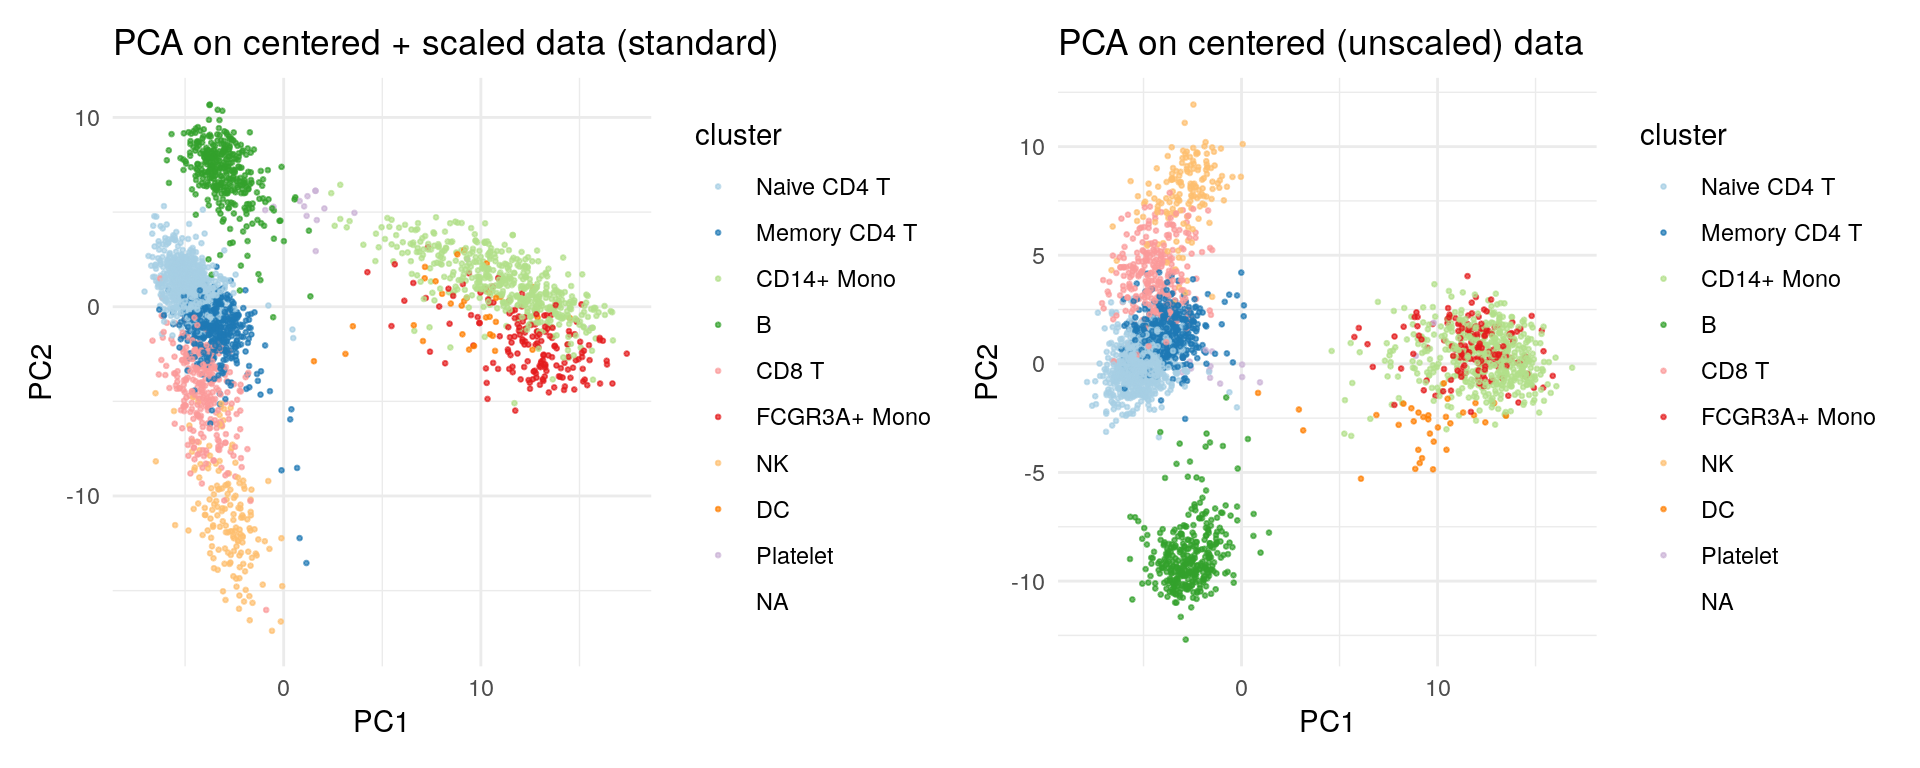 PCA on centered + scaled data (standard)
10
0
-10
PC2
0
10
PC1
cluster
Naive CD4 T
Memory CD4 T
CD14+ Mono
B
CD8 T
FCGR3A+ Mono
NK
DC
Platelet
NA
PCA on centered (unscaled) data
10
5
0
-5
-10
PC2
0
10
PC1
cluster
Naive CD4 T
Memory CD4 T
CD14+ Mono
B
CD8 T
FCGR3A+ Mono
NK
DC
Platelet
NA